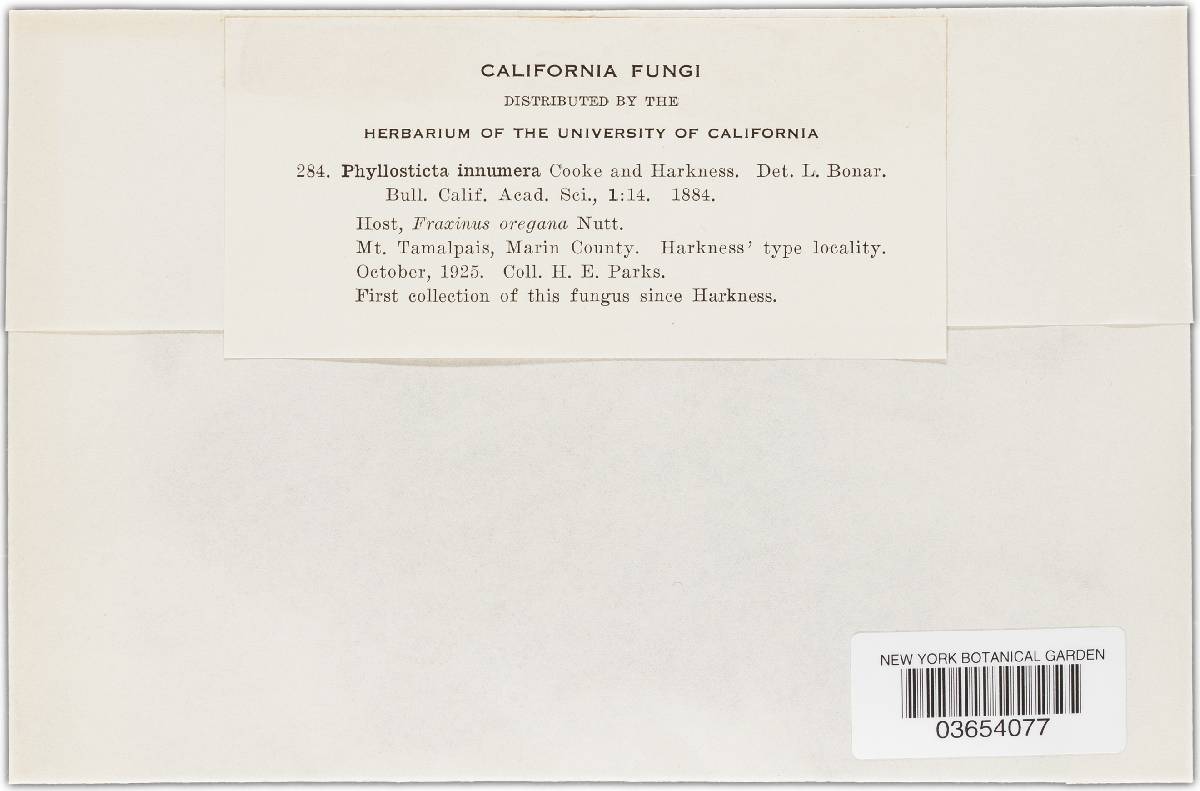 CALIFORNIA FUNGI
DISTRIBUTED BY THE
HERBARIUM OF THE UNIVERSITY OF CALIFORNIA
284. Phyllosticta innumera Cooke and Harkness. Det. L. Bonar.
Bull. Calif. Acad. Sci., 1:14. 1884.
Host, Fraxinus oregana Nutt.
Mt. Tamalpais, Marin County. Harkness' type locality.
October, 1925. Coll. H. E. Parks.
First collection of this fungus since Harkness.
NEW YORK BOTANICAL GARDEN
03654077